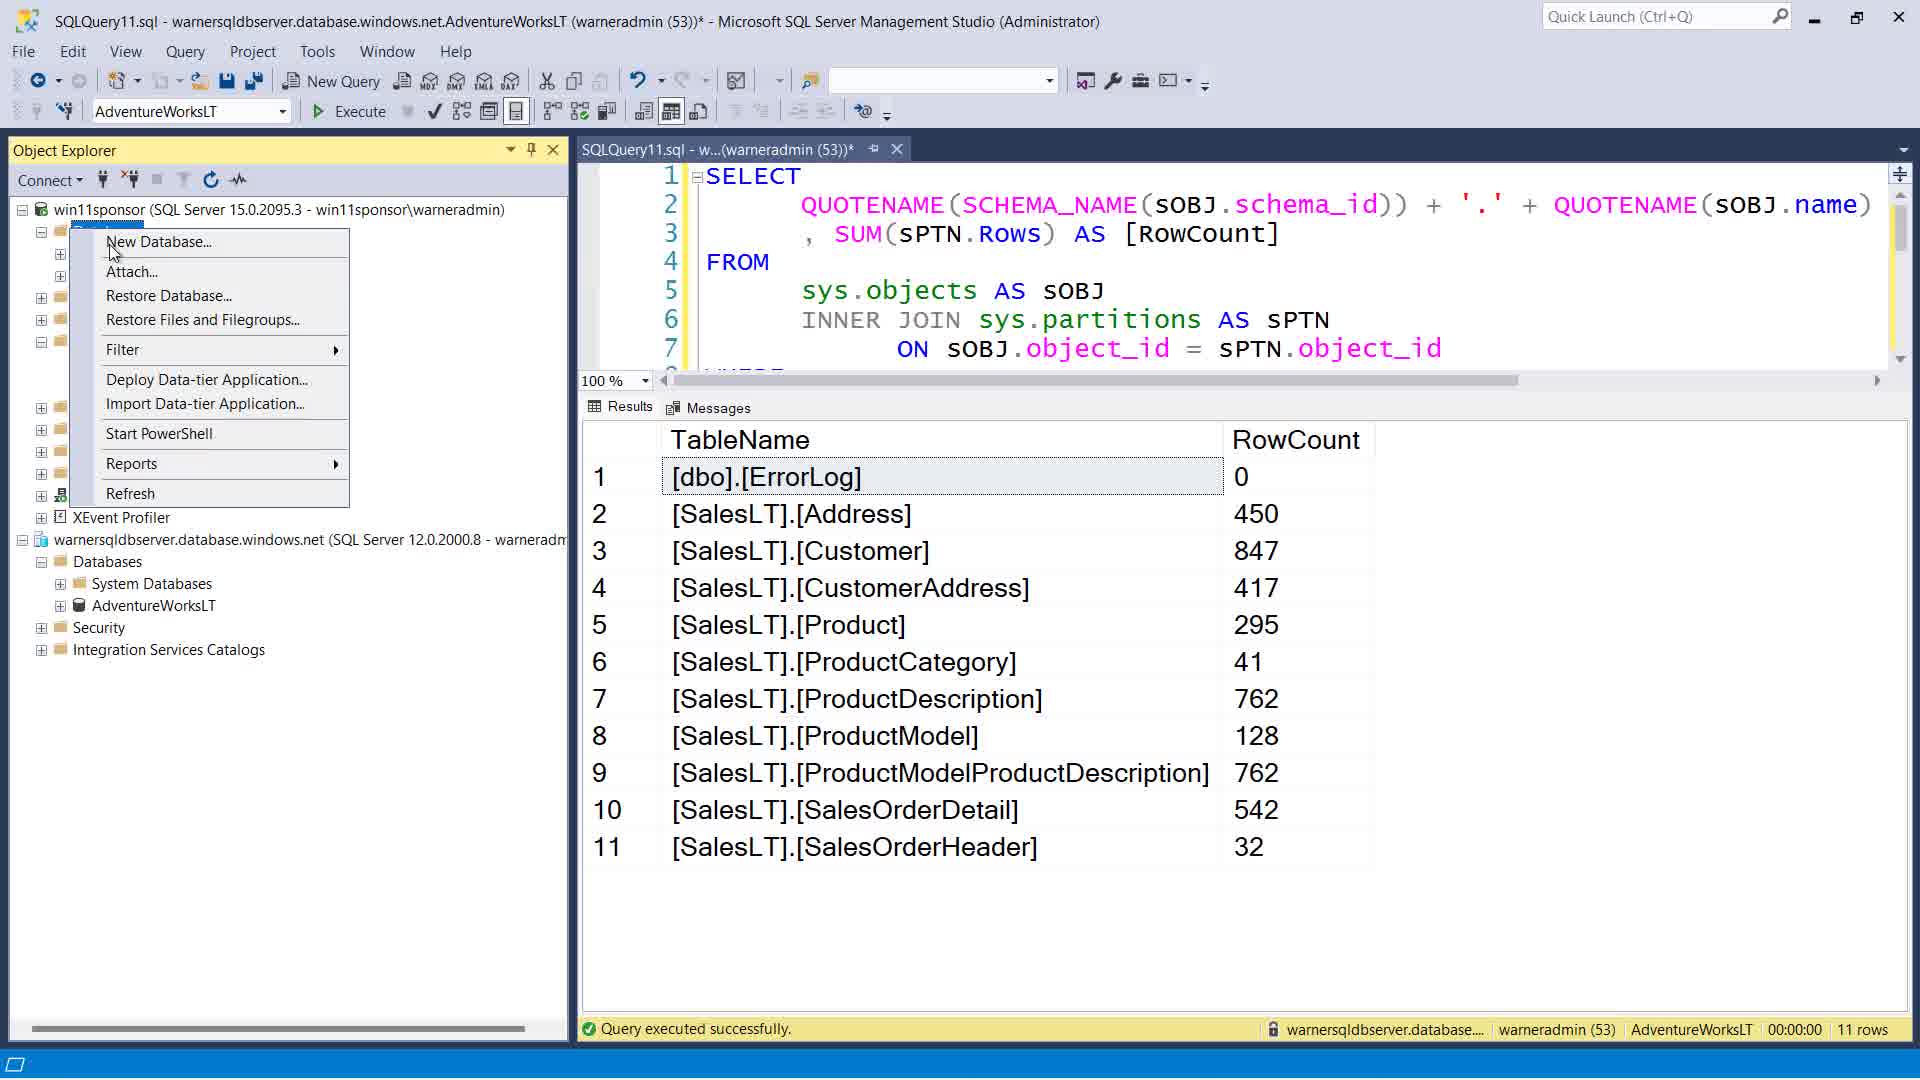 SQLQuery11.sql - warnersqldbserver.database.windows.net.AdventureWorksLT (warneradmin (53))* - Microsoft SQL Server Management Studio (Administrator)
Quick Launch (Ctrl+Q)
File Edit View Query Project Tools Window Help
New Query MDX DMX XMLA DAX
AdventureWorksLT Execute
Object Explorer
Connect
win11sponsor (SQL Server 15.0.2095.3 - win11sponsor\warneradmin)
New Database...
Attach...
Restore Database...
Restore Files and Filegroups...
Filter
Deploy Data-tier Application...
Import Data-tier Application...
Start PowerShell
Reports
Refresh
XEvent Profiler
warnersqldbserver.database.windows.net (SQL Server 12.0.2000.8 - warneradm
Databases
System Databases
AdventureWorksLT
Security
Integration Services Catalogs
SQLQuery11.sql - w...(warneradmin (53))*
1 SELECT
2 QUOTENAME(SCHEMA_NAME(sOBJ.schema_id)) + '.' + QUOTENAME(sOBJ.name)
3 , SUM(sPTN.Rows) AS [RowCount]
4 FROM
5 sys.objects AS sOBJ
6 INNER JOIN sys.partitions AS sPTN
7 ON sOBJ.object_id = sPTN.object_id
100 %
Results Messages
TableName RowCount
1 [dbo].[ErrorLog] 0
2 [SalesLT].[Address] 450
3 [SalesLT].[Customer] 847
4 [SalesLT].[CustomerAddress] 417
5 [SalesLT].[Product] 295
6 [SalesLT].[ProductCategory] 41
7 [SalesLT].[ProductDescription] 762
8 [SalesLT].[ProductModel] 128
9 [SalesLT].[ProductModelProductDescription] 762
10 [SalesLT].[SalesOrderDetail] 542
11 [SalesLT].[SalesOrderHeader] 32
Query executed successfully.
warnersqldbserver.database.... warneradmin (53) AdventureWorksLT 00:00:00 11 rows